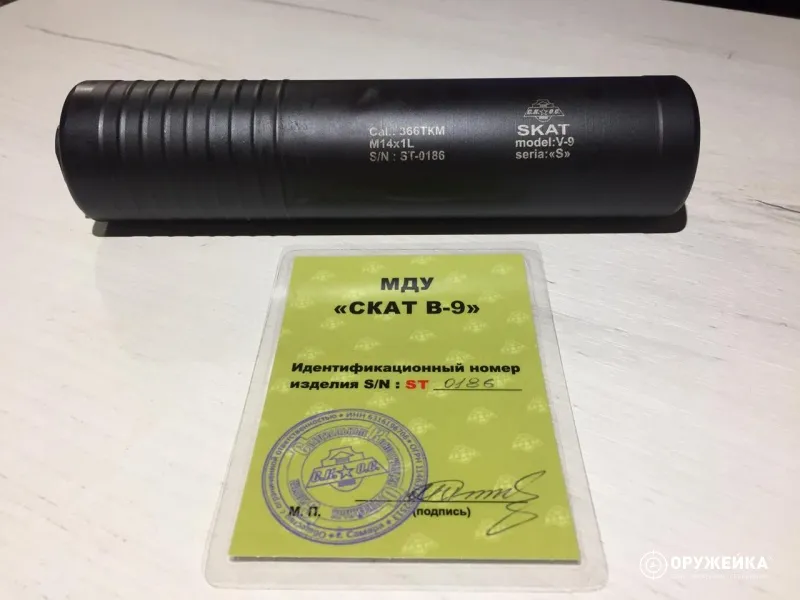 Cal.: 366TKM
M14x1L
S/N : ST-0186
В.К.☆О.С.
SKAT
model:V-9
seria:«S»
МДУ
«СКАТ В-9»
Идентификационный номер
изделия S/N : ST 0186
В.К.☆О.С.
г. Самара
М. П.
(подпись)
ОРУЖЕЙКА